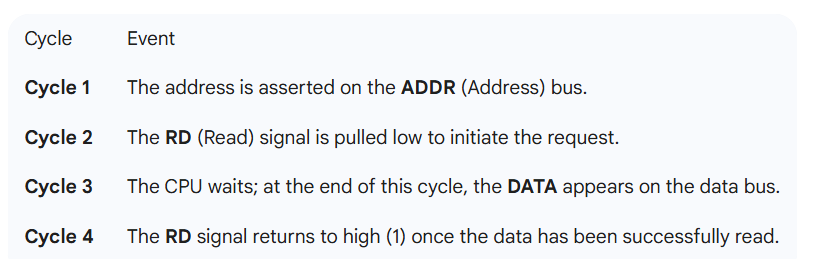 Cycle Event
Cycle 1 The address is asserted on the ADDR (Address) bus.
Cycle 2 The RD (Read) signal is pulled low to initiate the request.
Cycle 3 The CPU waits; at the end of this cycle, the DATA appears on the data bus.
Cycle 4 The RD signal returns to high (1) once the data has been successfully read.